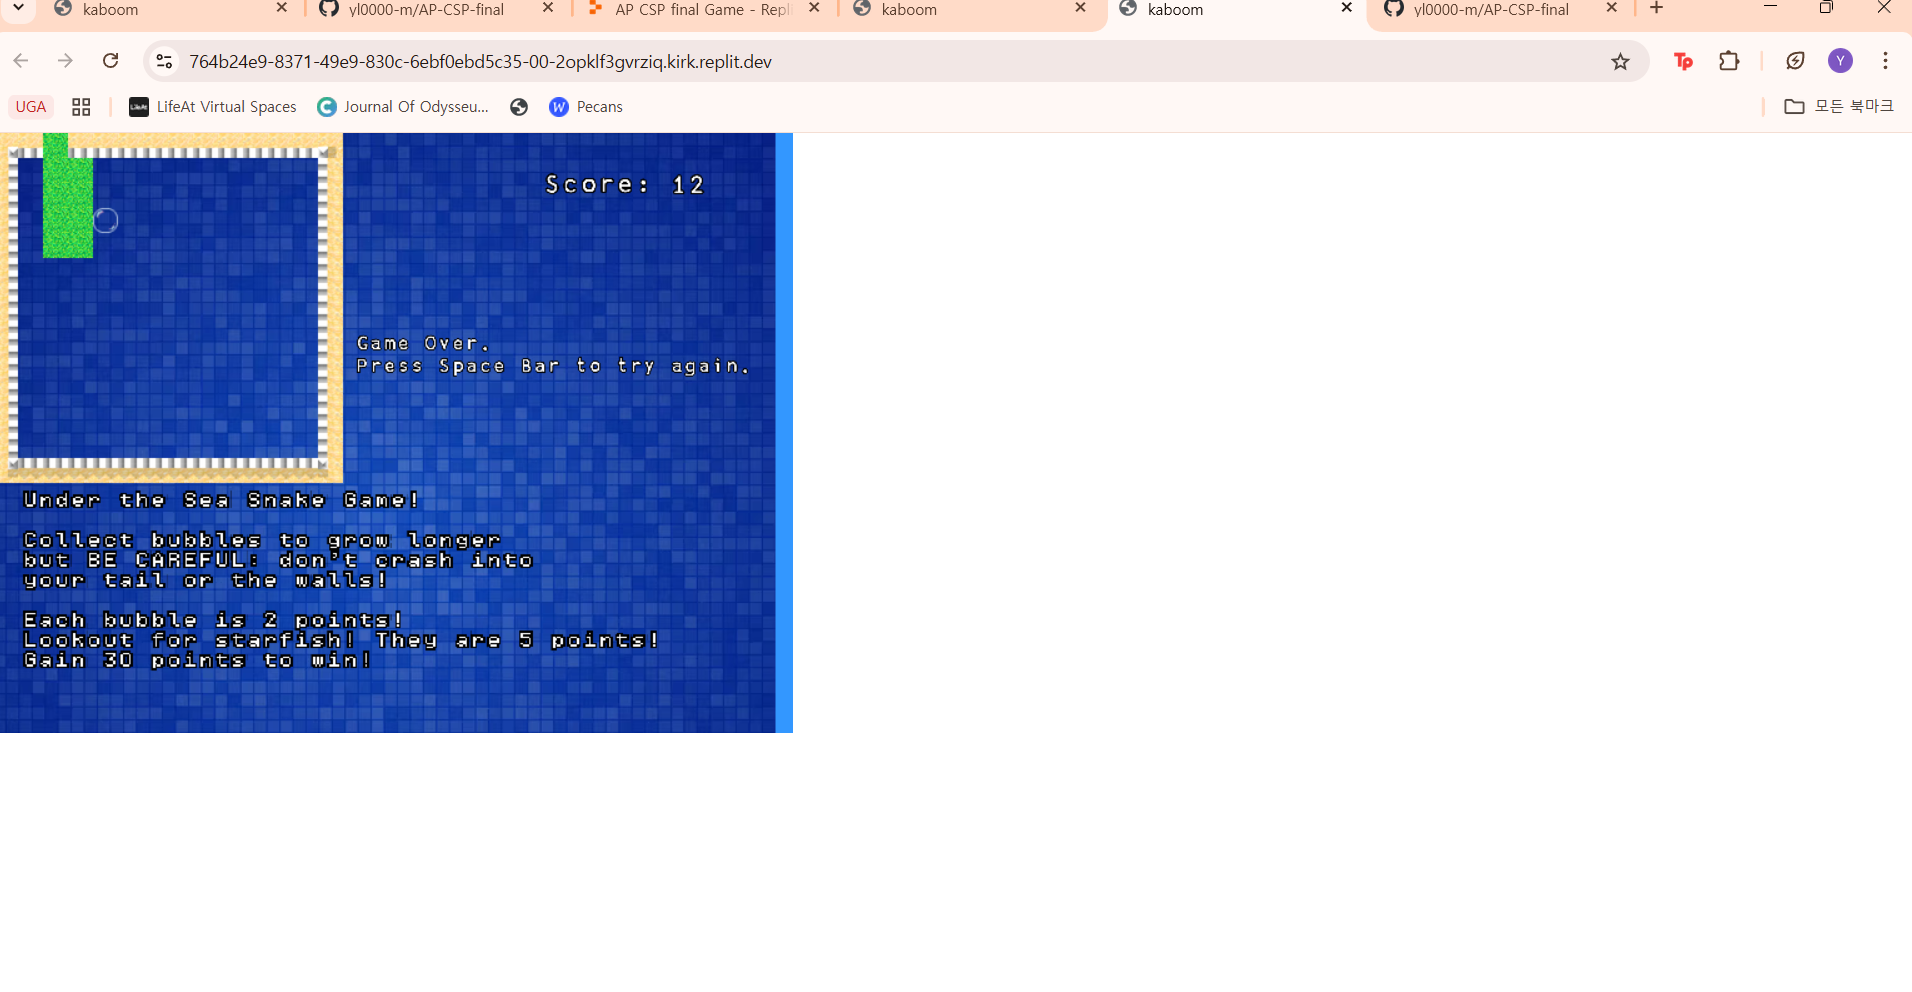 kaboom
yl0000-m/AP-CSP-final
AP CSP final Game - Repli
kaboom
kaboom
yl0000-m/AP-CSP-final
764b24e9-8371-49e9-830c-6ebf0ebd5c35-00-2opklf3gvrziq.kirk.replit.dev
Tp
Y
UGA
LifeAt Virtual Spaces
Journal Of Odysseu...
W
Pecans
모든 북마크
Score: 12
Game Over.
Press Space Bar to try again.
Under the Sea Snake Game!
Collect bubbles to grow longer
but BE CAREFUL: don't crash into
your tail or the walls!
Each bubble is 2 points!
Lookout for starfish! They are 5 points!
Gain 30 points to win!